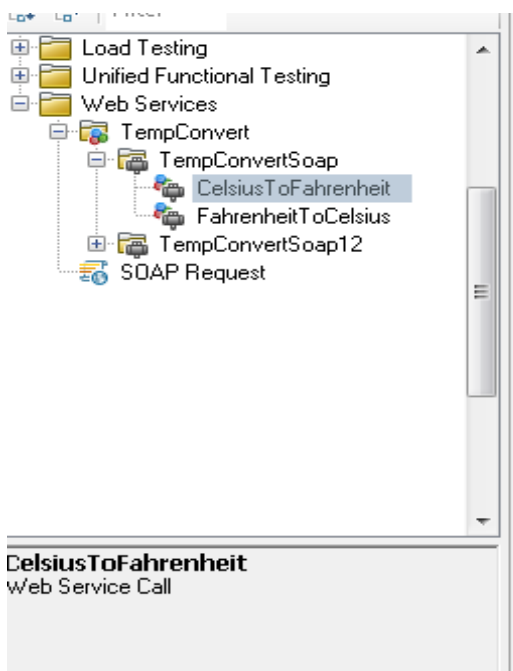 Load Testing
Unified Functional Testing
Web Services
TempConvert
TempConvertSoap
CelsiusToFahrenheit
FahrenheitToCelsius
TempConvertSoap12
SOAP Request
CelsiusToFahrenheit
Web Service Call